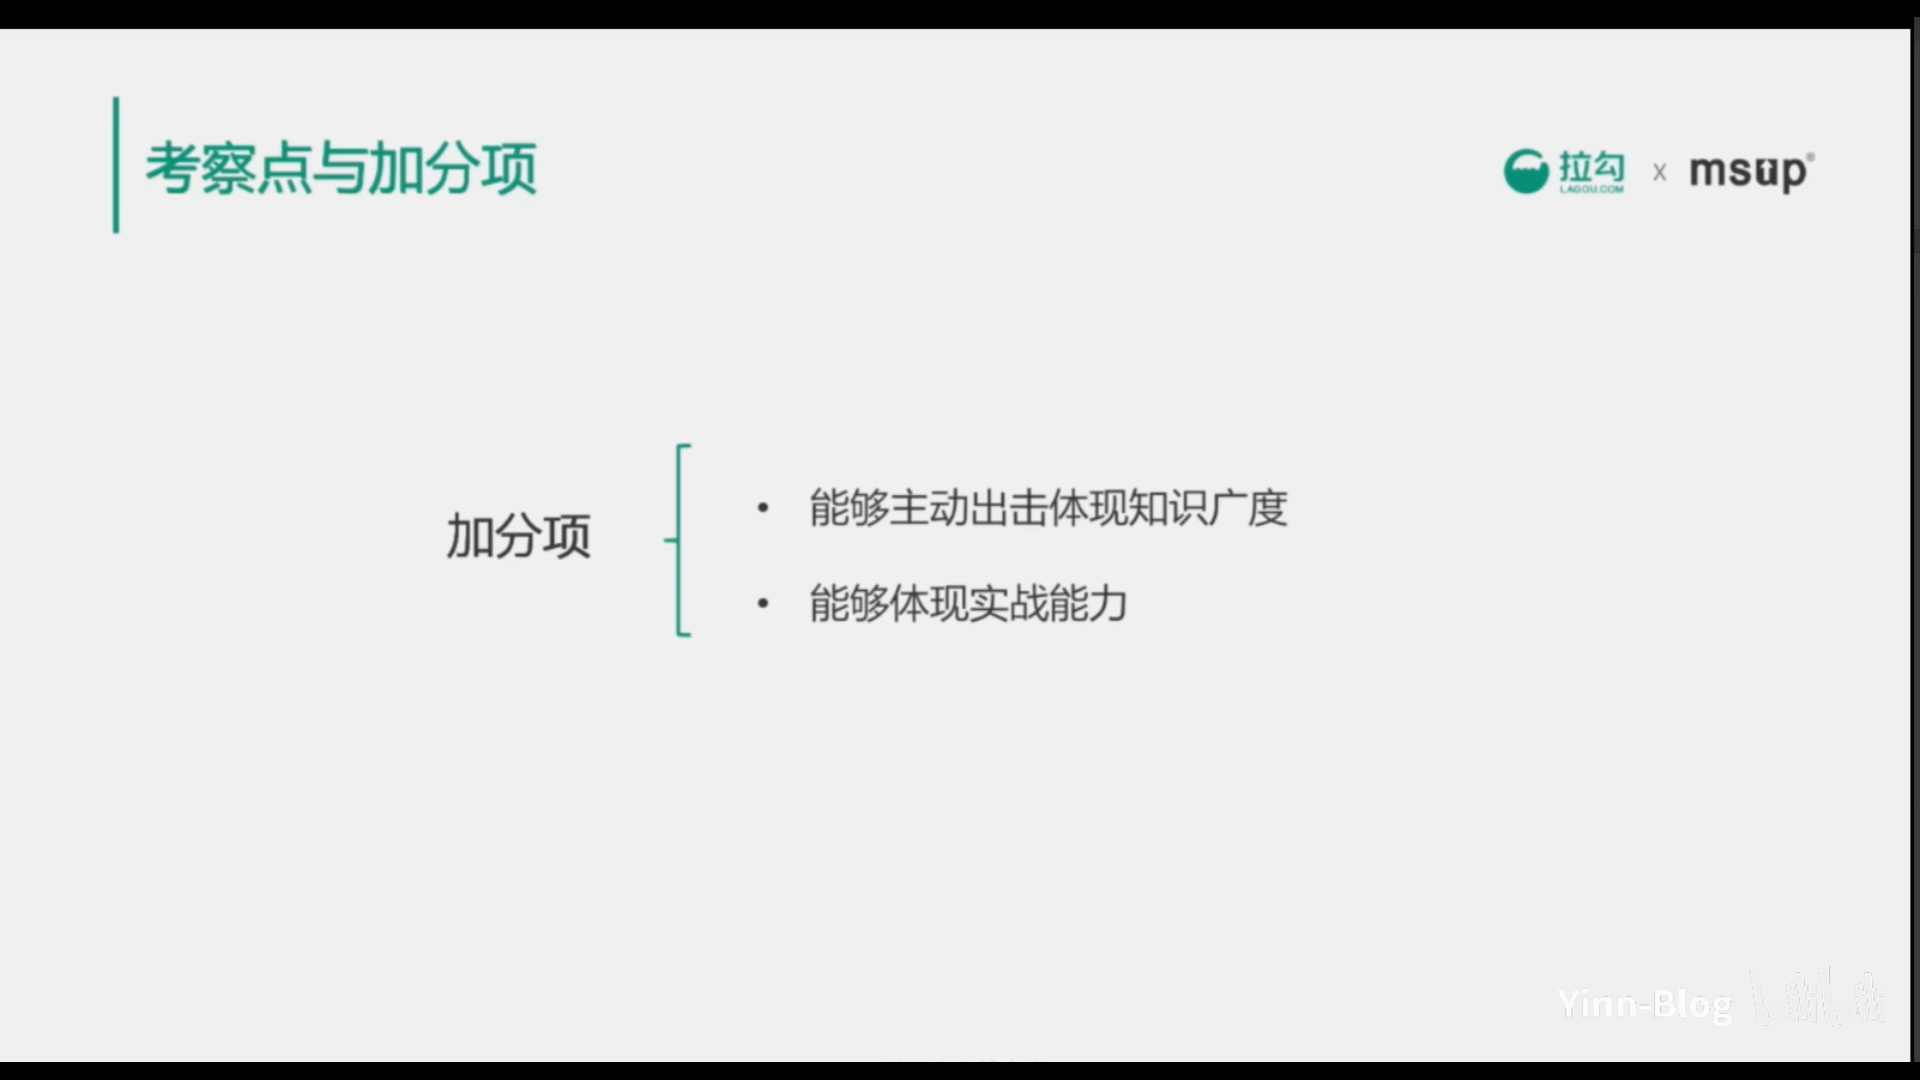 考察点与加分项
拉勾
LAGOU.COM
x
msup®
加分项
• 能够主动出击体现知识广度
• 能够体现实战能力
Yinn-Blog
bilibili